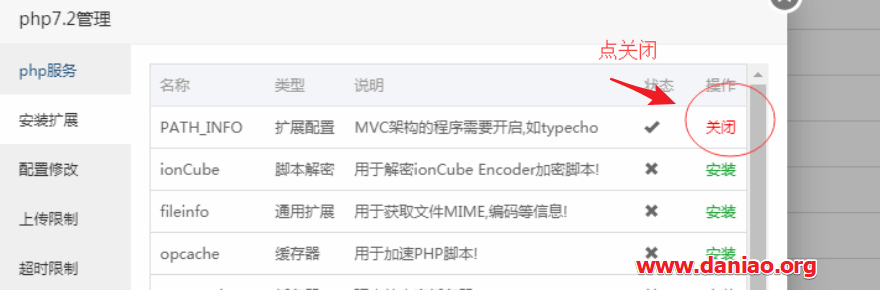 php7.2管理
点关闭
php服务
安装扩展
配置修改
上传限制
超时限制
名称 类型 说明 状态 操作
PATH_INFO 扩展配置 MVC架构的程序需要开启,如typecho ✔ 关闭
ionCube 脚本解密 用于解密ionCube Encoder加密脚本! ✖ 安装
fileinfo 通用扩展 用于获取文件MIME,编码等信息! ✖ 安装
opcache 缓存器 用于加速PHP脚本! ✖ 安装
www.daniao.org